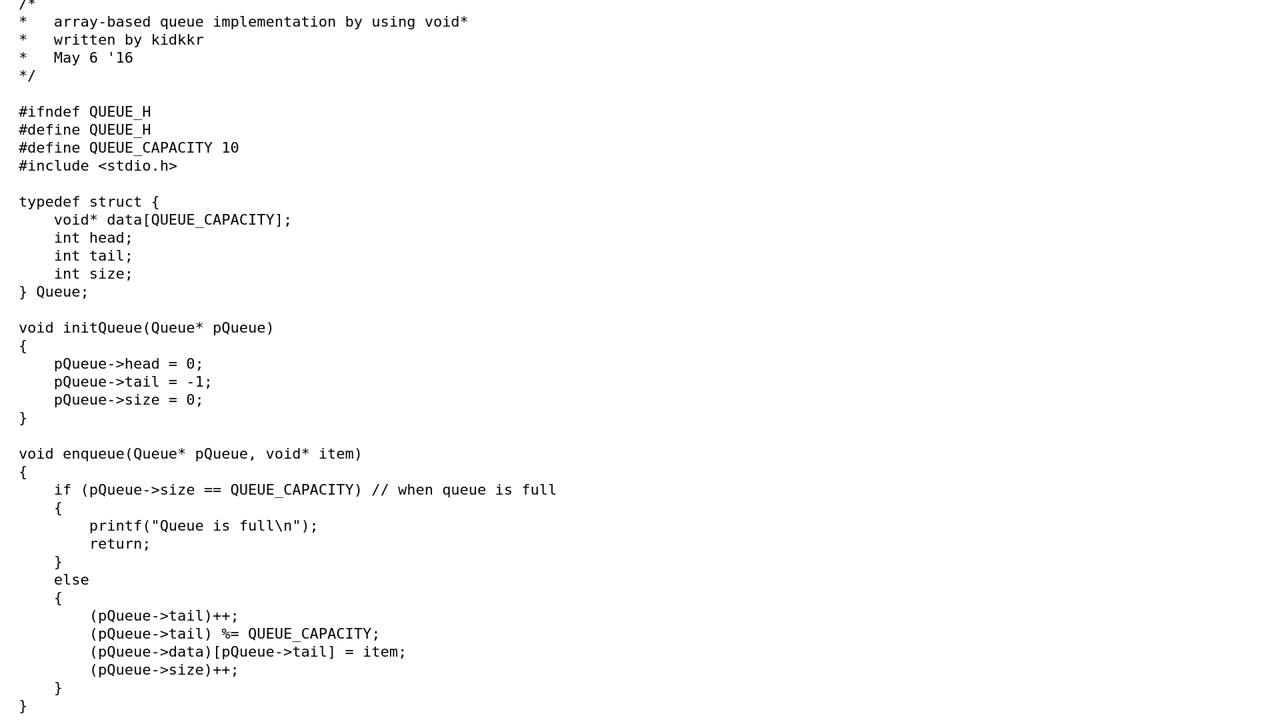 /*
*   array-based queue implementation by using void*
*   written by kidkkr
*   May 6 '16
*/

#ifndef QUEUE_H
#define QUEUE_H
#define QUEUE_CAPACITY 10
#include <stdio.h>

typedef struct {
    void* data[QUEUE_CAPACITY];
    int head;
    int tail;
    int size;
} Queue;

void initQueue(Queue* pQueue)
{
    pQueue->head = 0;
    pQueue->tail = -1;
    pQueue->size = 0;
}

void enqueue(Queue* pQueue, void* item)
{
    if (pQueue->size == QUEUE_CAPACITY) // when queue is full
    {
        printf("Queue is full\n");
        return;
    }
    else
    {
        (pQueue->tail)++;
        (pQueue->tail) %= QUEUE_CAPACITY;
        (pQueue->data)[pQueue->tail] = item;
        (pQueue->size)++;
    }
}